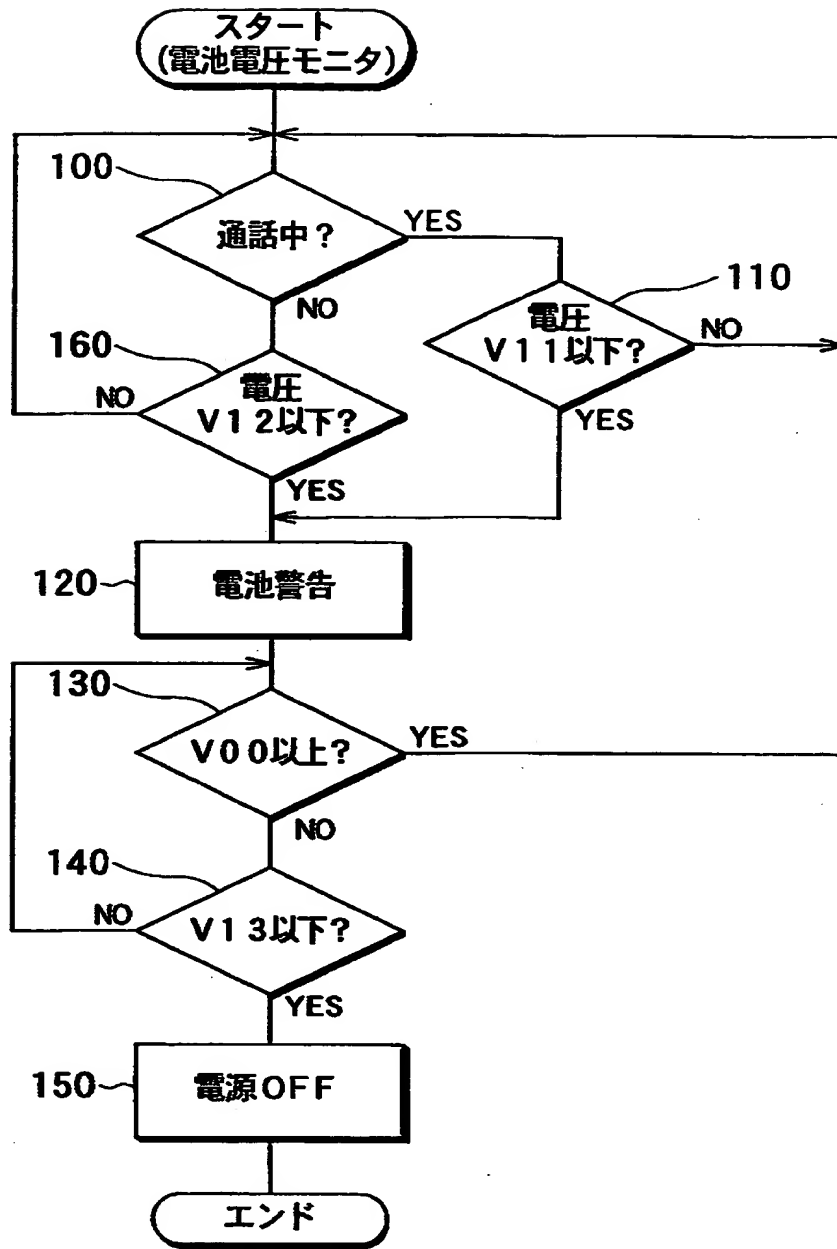 スタート
(電池電圧モニタ)
100
通話中?
YES
NO
110
電圧
V11以下?
NO
YES
160
電圧
V12以下?
NO
YES
120
電池警告
130
V00以上?
YES
NO
140
V13以下?
NO
YES
150
電源OFF
エンド